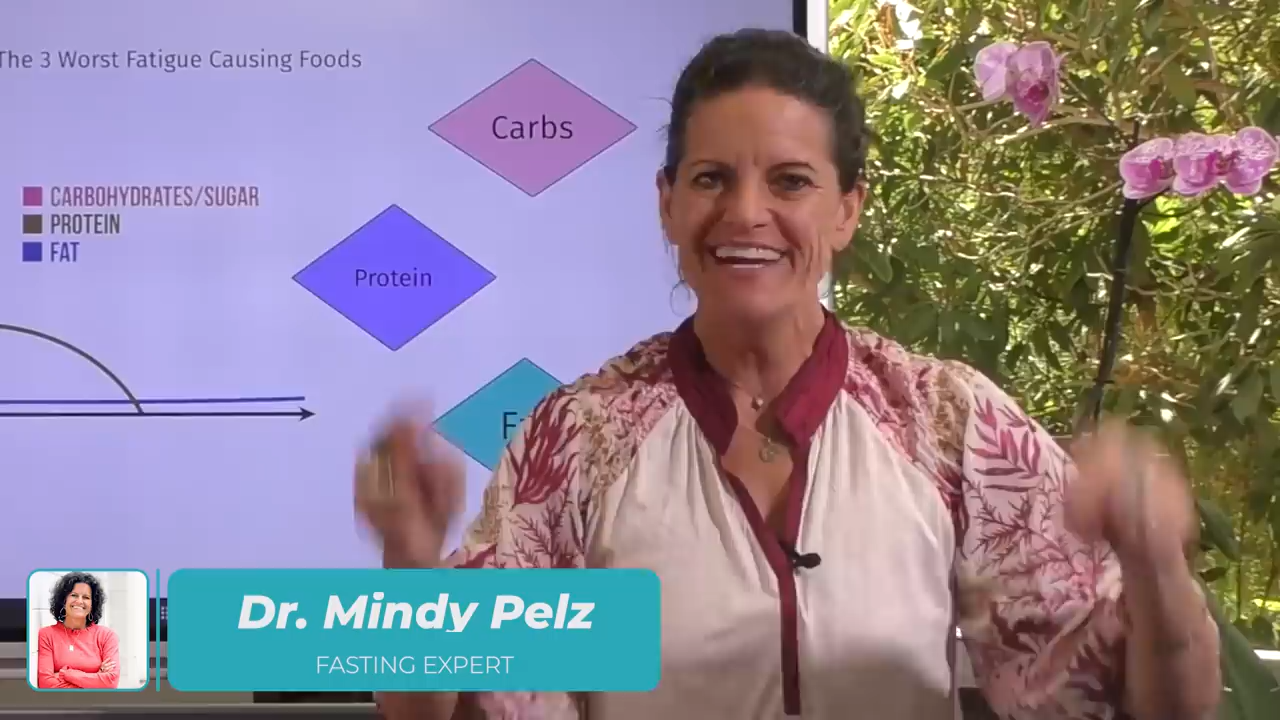 The 3 Worst Fatigue Causing Foods
Carbs
CARBOHYDRATES/SUGAR
PROTEIN
FAT
Protein
Dr. Mindy Pelz
FASTING EXPERT